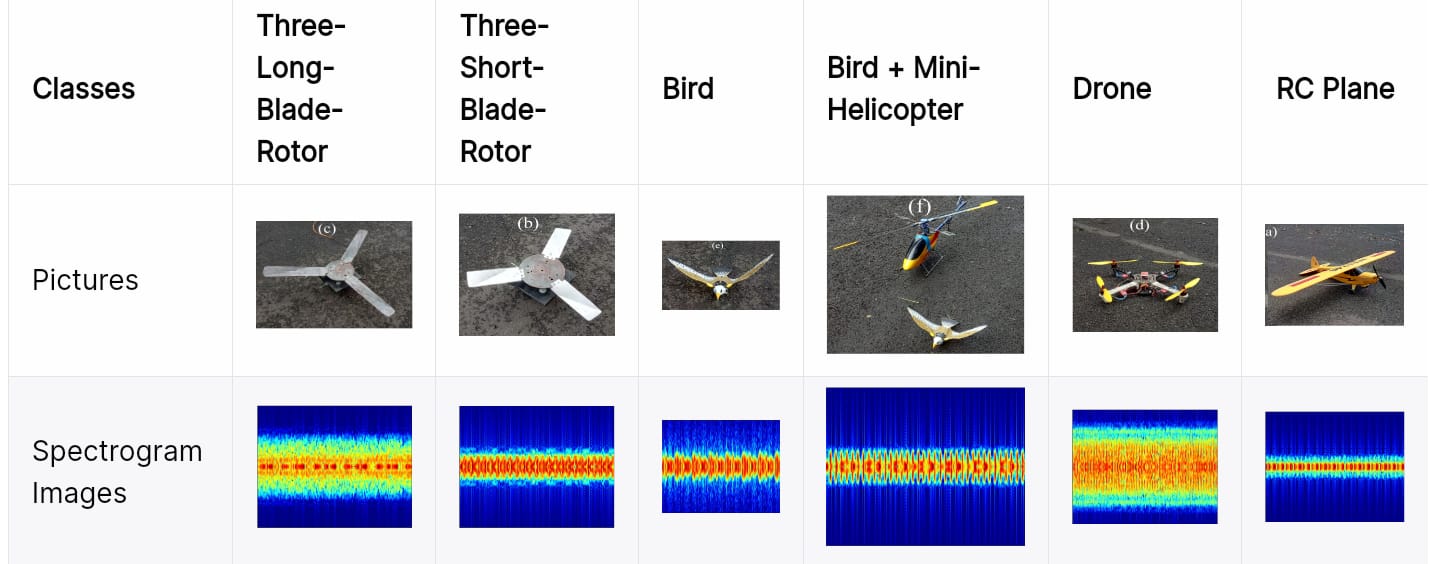 Classes
Three-
Long-
Blade-
Rotor
Three-
Short-
Blade-
Rotor
Bird
Bird + Mini-
Helicopter
Drone
RC Plane
Pictures
(c)
(b)
(e)
(f)
(d)
a)
Spectrogram
Images